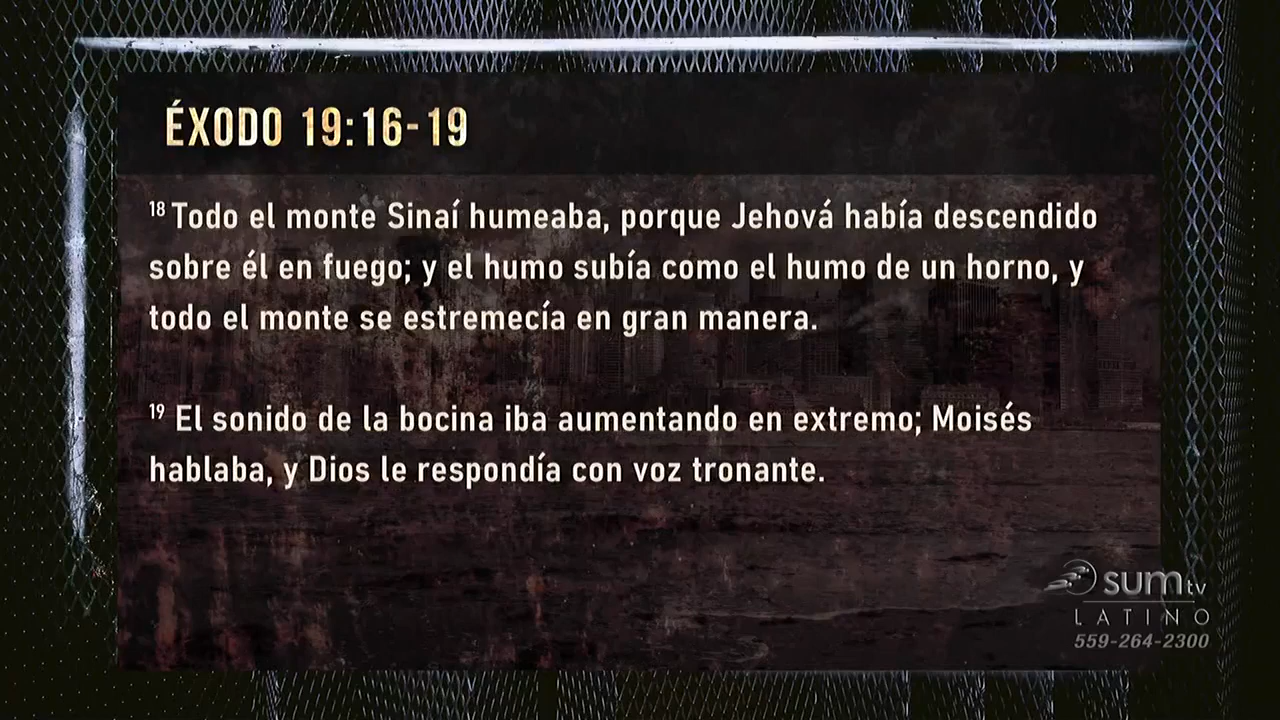 ÉXODO 19:16-19
18 Todo el monte Sinaí humeaba, porque Jehová había descendido
sobre él en fuego; y el humo subía como el humo de un horno, y
todo el monte se estremecía en gran manera.
19 El sonido de la bocina iba aumentando en extremo; Moisés
hablaba, y Dios le respondía con voz tronante.
sumtv
LATINO
559-264-2300